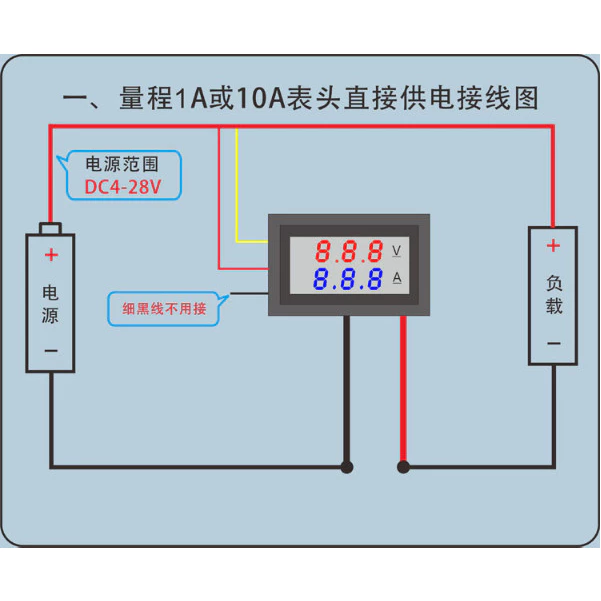 一、量程1A或10A表头直接供电接线图
电源范围
DC4-28V
+
+
8.8.8 V
8.8.8 A
电源
负载
细黑线不用接
−
−